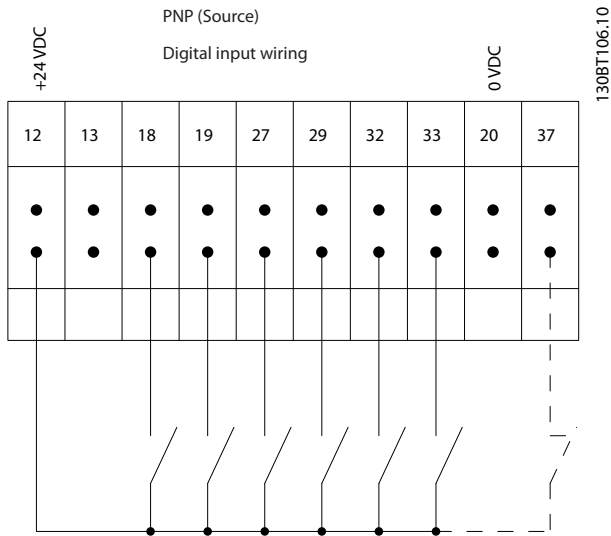 PNP (Source)
Digital input wiring
+24 VDC
0 VDC
130BT106.10
12 13 18 19 27 29 32 33 20 37